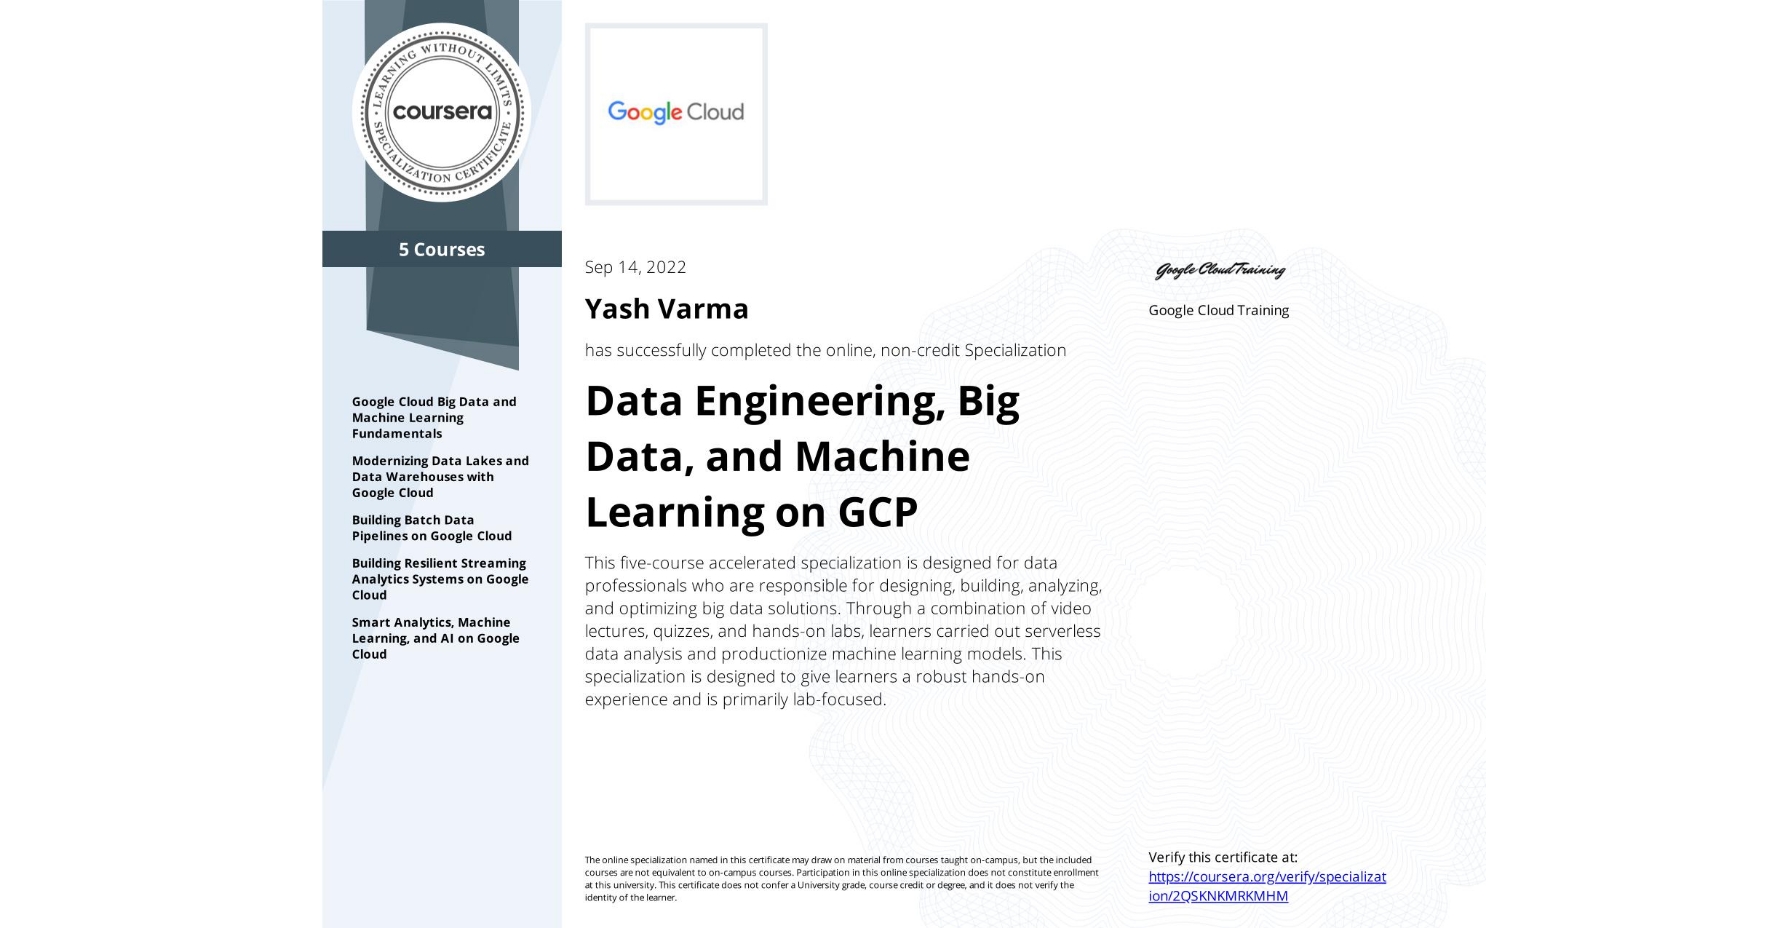 LEARNING WITHOUT LIMITS
coursera
SPECIALIZATION CERTIFICATE
5 Courses
Google Cloud Big Data and
Machine Learning
Fundamentals
Modernizing Data Lakes and
Data Warehouses with
Google Cloud
Building Batch Data
Pipelines on Google Cloud
Building Resilient Streaming
Analytics Systems on Google
Cloud
Smart Analytics, Machine
Learning, and AI on Google
Cloud
Google Cloud
Sep 14, 2022
Yash Varma
has successfully completed the online, non-credit Specialization
Data Engineering, Big
Data, and Machine
Learning on GCP
This five-course accelerated specialization is designed for data
professionals who are responsible for designing, building, analyzing,
and optimizing big data solutions. Through a combination of video
lectures, quizzes, and hands-on labs, learners carried out serverless
data analysis and productionize machine learning models. This
specialization is designed to give learners a robust hands-on
experience and is primarily lab-focused.
Google Cloud Training
Google Cloud Training
The online specialization named in this certificate may draw on material from courses taught on-campus, but the included
courses are not equivalent to on-campus courses. Participation in this online specialization does not constitute enrollment
at this university. This certificate does not confer a University grade, course credit or degree, and it does not verify the
identity of the learner.
Verify this certificate at:
https://coursera.org/verify/specializat
ion/2QSKNKMRKMHM